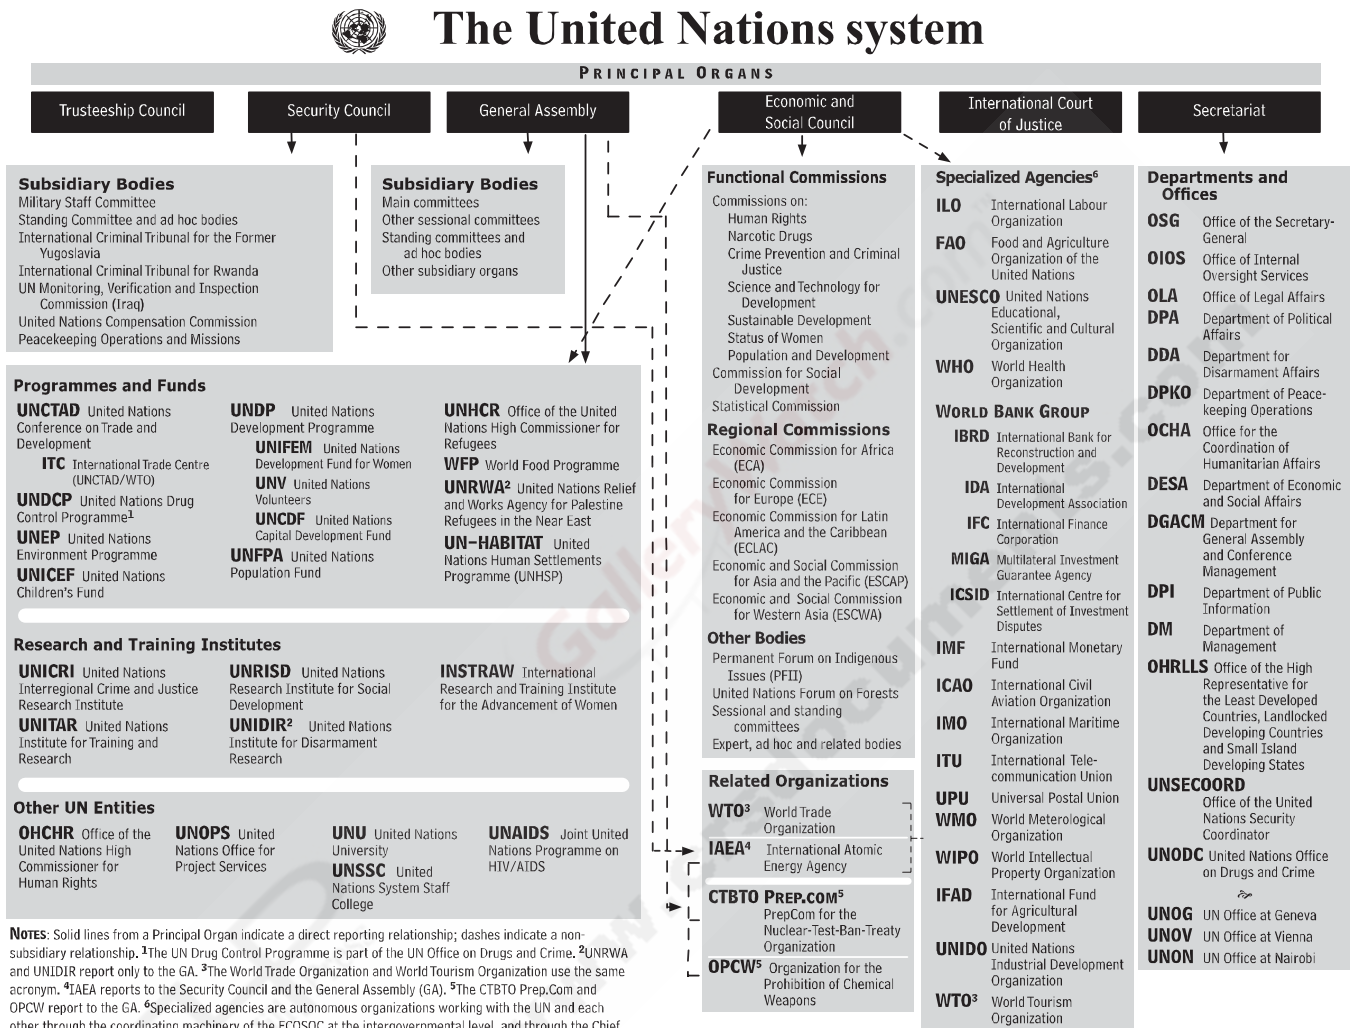 The United Nations system
PRINCIPAL ORGANS
Trusteeship Council
Security Council
General Assembly
Economic and
Social Council
International Court
of Justice
Secretariat
Subsidiary Bodies
Military Staff Committee
Standing Committee and ad hoc bodies
International Criminal Tribunal for the Former
Yugoslavia
International Criminal Tribunal for Rwanda
UN Monitoring, Verification and Inspection
Commission (Iraq)
United Nations Compensation Commission
Peacekeeping Operations and Missions
Subsidiary Bodies
Main committees
Other sessional committees
Standing committees and
ad hoc bodies
Other subsidiary organs
Programmes and Funds
UNCTAD United Nations
Conference on Trade and
Development
ITC International Trade Centre
(UNCTAD/WTO)
UNDCP United Nations Drug
Control Programme1
UNEP United Nations
Environment Programme
UNICEF United Nations
Children's Fund
UNDP United Nations
Development Programme
UNIFEM United Nations
Development Fund for Women
UNV United Nations
Volunteers
UNCDF United Nations
Capital Development Fund
UNFPA United Nations
Population Fund
UNHCR Office of the United
Nations High Commissioner for
Refugees
WFP World Food Programme
UNRWA2 United Nations Relief
and Works Agency for Palestine
Refugees in the Near East
UN-HABITAT United
Nations Human Settlements
Programme (UNHSP)
Research and Training Institutes
UNICRI United Nations
Interregional Crime and Justice
Research Institute
UNITAR United Nations
Institute for Training and
Research
UNRISD United Nations
Research Institute for Social
Development
UNIDIR2 United Nations
Institute for Disarmament
Research
INSTRAW International
Research and Training Institute
for the Advancement of Women
Other UN Entities
OHCHR Office of the
United Nations High
Commissioner for
Human Rights
UNOPS United
Nations Office for
Project Services
UNU United Nations
University
UNSSC United
Nations System Staff
College
UNAIDS Joint United
Nations Programme on
HIV/AIDS
NOTES: Solid lines from a Principal Organ indicate a direct reporting relationship; dashes indicate a non-
subsidiary relationship. 1The UN Drug Control Programme is part of the UN Office on Drugs and Crime. 2UNRWA
and UNIDIR report only to the GA. 3The World Trade Organization and World Tourism Organization use the same
acronym. 4IAEA reports to the Security Council and the General Assembly (GA). 5The CTBTO Prep.Com and
OPCW report to the GA. 6Specialized agencies are autonomous organizations working with the UN and each
other through the coordinating machinery of the ECOSOC at the intergovernmental level, and through the Chief
Functional Commissions
Commissions on:
Human Rights
Narcotic Drugs
Crime Prevention and Criminal
Justice
Science and Technology for
Development
Sustainable Development
Status of Women
Population and Development
Commission for Social
Development
Statistical Commission
Regional Commissions
Economic Commission for Africa
(ECA)
Economic Commission
for Europe (ECE)
Economic Commission for Latin
America and the Caribbean
(ECLAC)
Economic and Social Commission
for Asia and the Pacific (ESCAP)
Economic and Social Commission
for Western Asia (ESCWA)
Other Bodies
Permanent Forum on Indigenous
Issues (PFII)
United Nations Forum on Forests
Sessional and standing
committees
Expert, ad hoc and related bodies
Related Organizations
WTO3 World Trade
Organization
IAEA4 International Atomic
Energy Agency
CTBTO PREP.COM5
PrepCom for the
Nuclear-Test-Ban-Treaty
Organization
OPCW5 Organization for the
Prohibition of Chemical
Weapons
Specialized Agencies6
ILO International Labour
Organization
FAO Food and Agriculture
Organization of the
United Nations
UNESCO United Nations
Educational,
Scientific and Cultural
Organization
WHO World Health
Organization
WORLD BANK GROUP
IBRD International Bank for
Reconstruction and
Development
IDA International
Development Association
IFC International Finance
Corporation
MIGA Multilateral Investment
Guarantee Agency
ICSID International Centre for
Settlement of Investment
Disputes
IMF International Monetary
Fund
ICAO International Civil
Aviation Organization
IMO International Maritime
Organization
ITU International Tele-
communication Union
UPU Universal Postal Union
WMO World Meterological
Organization
WIPO World Intellectual
Property Organization
IFAD International Fund
for Agricultural
Development
UNIDO United Nations
Industrial Development
Organization
WTO3 World Tourism
Organization
Departments and
Offices
OSG Office of the Secretary-
General
OIOS Office of Internal
Oversight Services
OLA Office of Legal Affairs
DPA Department of Political
Affairs
DDA Department for
Disarmament Affairs
DPKO Department of Peace-
keeping Operations
OCHA Office for the
Coordination of
Humanitarian Affairs
DESA Department of Economic
and Social Affairs
DGACM Department for
General Assembly
and Conference
Management
DPI Department of Public
Information
DM Department of
Management
OHRLLS Office of the High
Representative for
the Least Developed
Countries, Landlocked
Developing Countries
and Small Island
Developing States
UNSECOORD
Office of the United
Nations Security
Coordinator
UNODC United Nations Office
on Drugs and Crime
UNOG UN Office at Geneva
UNOV UN Office at Vienna
UNON UN Office at Nairobi
GalleryWatch.com